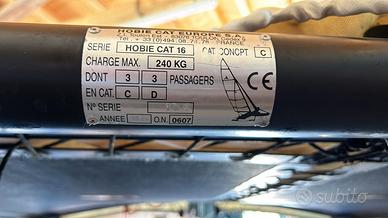 HOBIE CAT EUROPE S.A.
SERIE HOBIE CAT 16 CAT CONCPT C
CHARGE MAX. 240 KG
DONT 3 3 PASSAGERS
EN CAT. C D
N° SERIE
ANNEE O.N. 0607
CE
subito